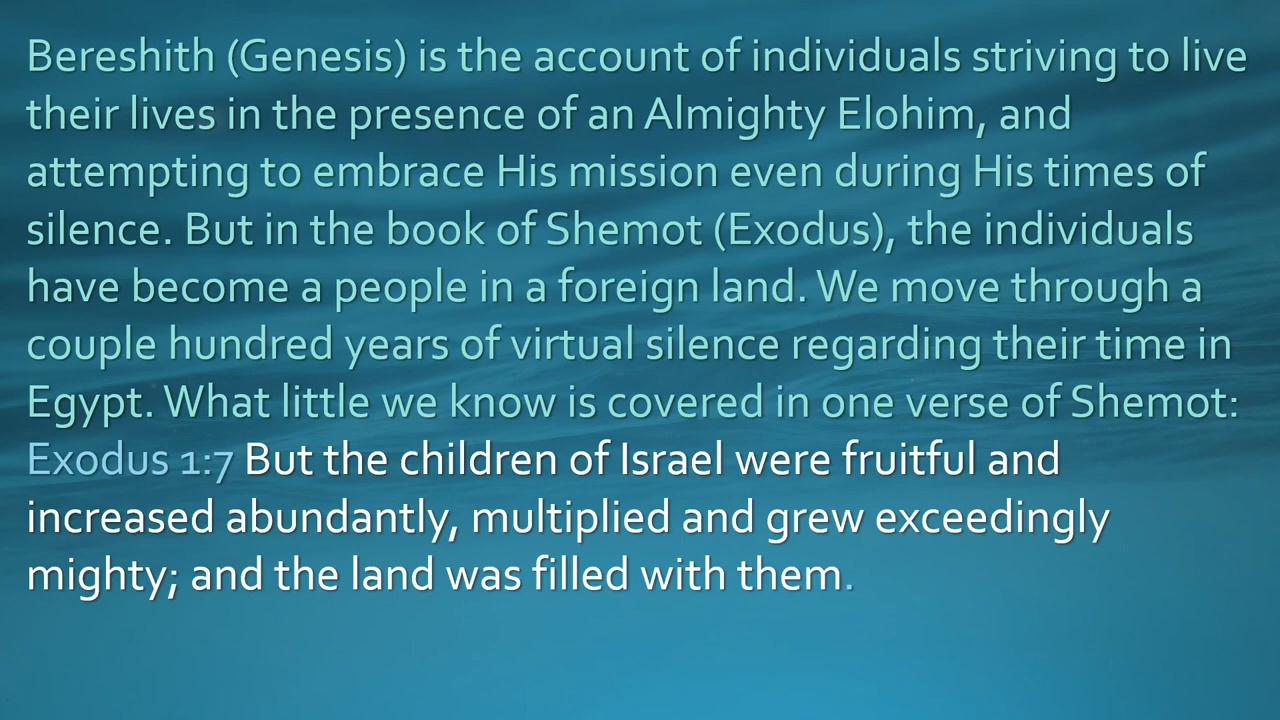 Bereshith (Genesis) is the account of individuals striving to live
their lives in the presence of an Almighty Elohim, and
attempting to embrace His mission even during His times of
silence. But in the book of Shemot (Exodus), the individuals
have become a people in a foreign land. We move through a
couple hundred years of virtual silence regarding their time in
Egypt. What little we know is covered in one verse of Shemot:
Exodus 1:7 But the children of Israel were fruitful and
increased abundantly, multiplied and grew exceedingly
mighty; and the land was filled with them.